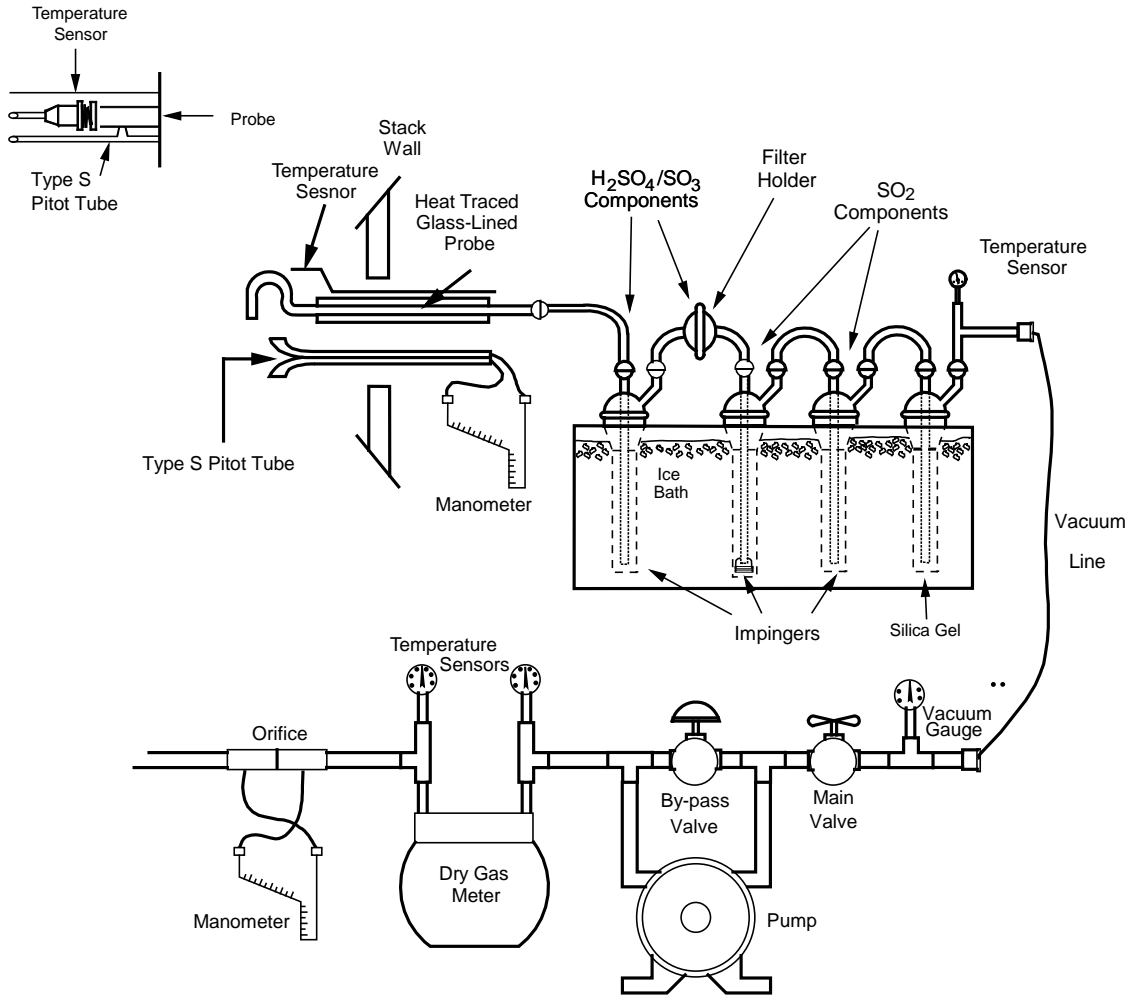 Temperature
Sensor
Probe
Type S
Pitot Tube
Stack
Wall
Temperature
Sesnor
Heat Traced
Glass-Lined
Probe
H2SO4/SO3
Components
Filter
Holder
SO2
Components
Temperature
Sensor
Type S Pitot Tube
Manometer
Ice
Bath
Vacuum
Line
Impingers
Silica Gel
Temperature
Sensors
Vacuum
Gauge
Orifice
By-pass
Valve
Main
Valve
Dry Gas
Meter
Manometer
Pump